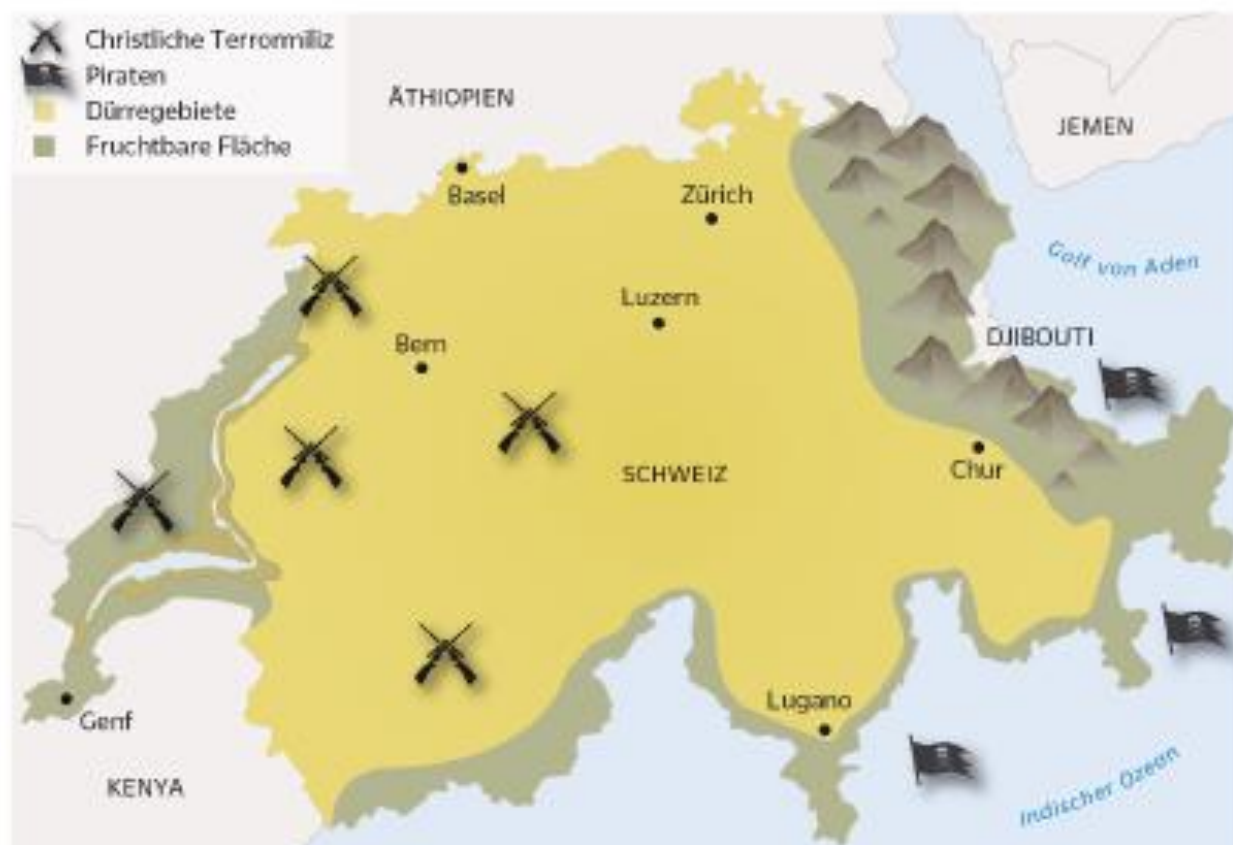 Christliche Terrormiliz
Piraten
Dürregebiete
Fruchtbare Fläche
ÄTHIOPIEN
JEMEN
Basel
Zürich
Golf von Aden
Luzern
Bern
DJIBOUTI
SCHWEIZ
Chur
Genf
Lugano
KENYA
Indischer Ozean